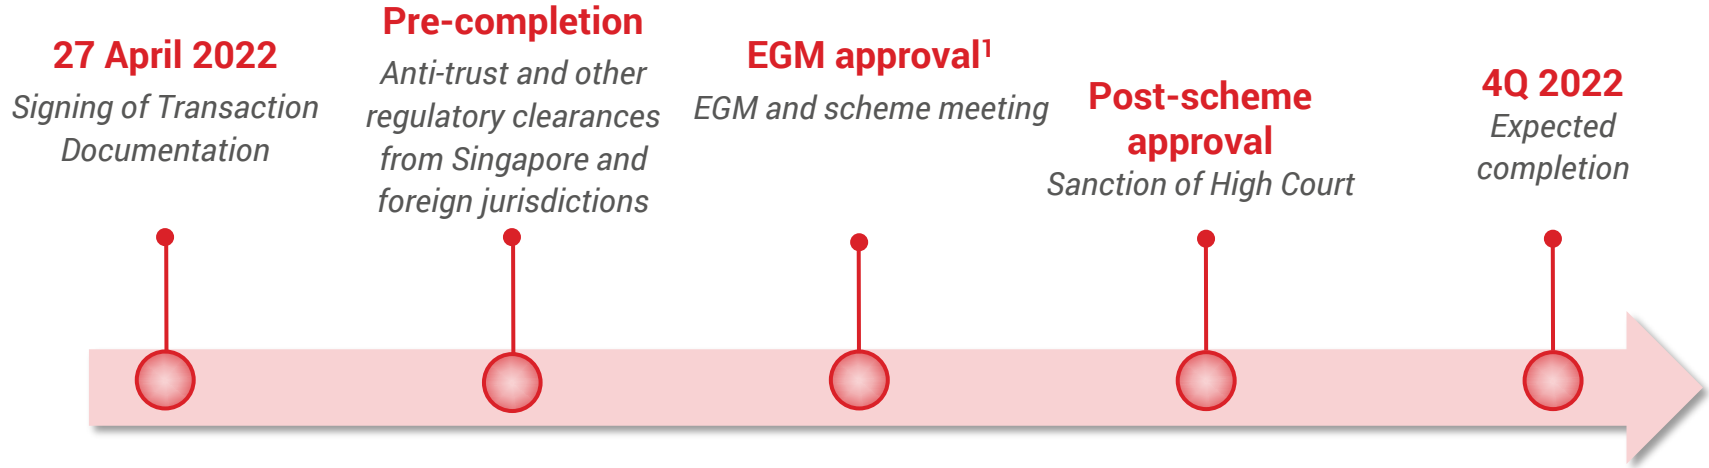 27 April 2022
Signing of Transaction
Documentation
Pre-completion
Anti-trust and other
regulatory clearances
from Singapore and
foreign jurisdictions
EGM approval¹
EGM and scheme meeting
Post-scheme
approval
Sanction of High Court
4Q 2022
Expected
completion